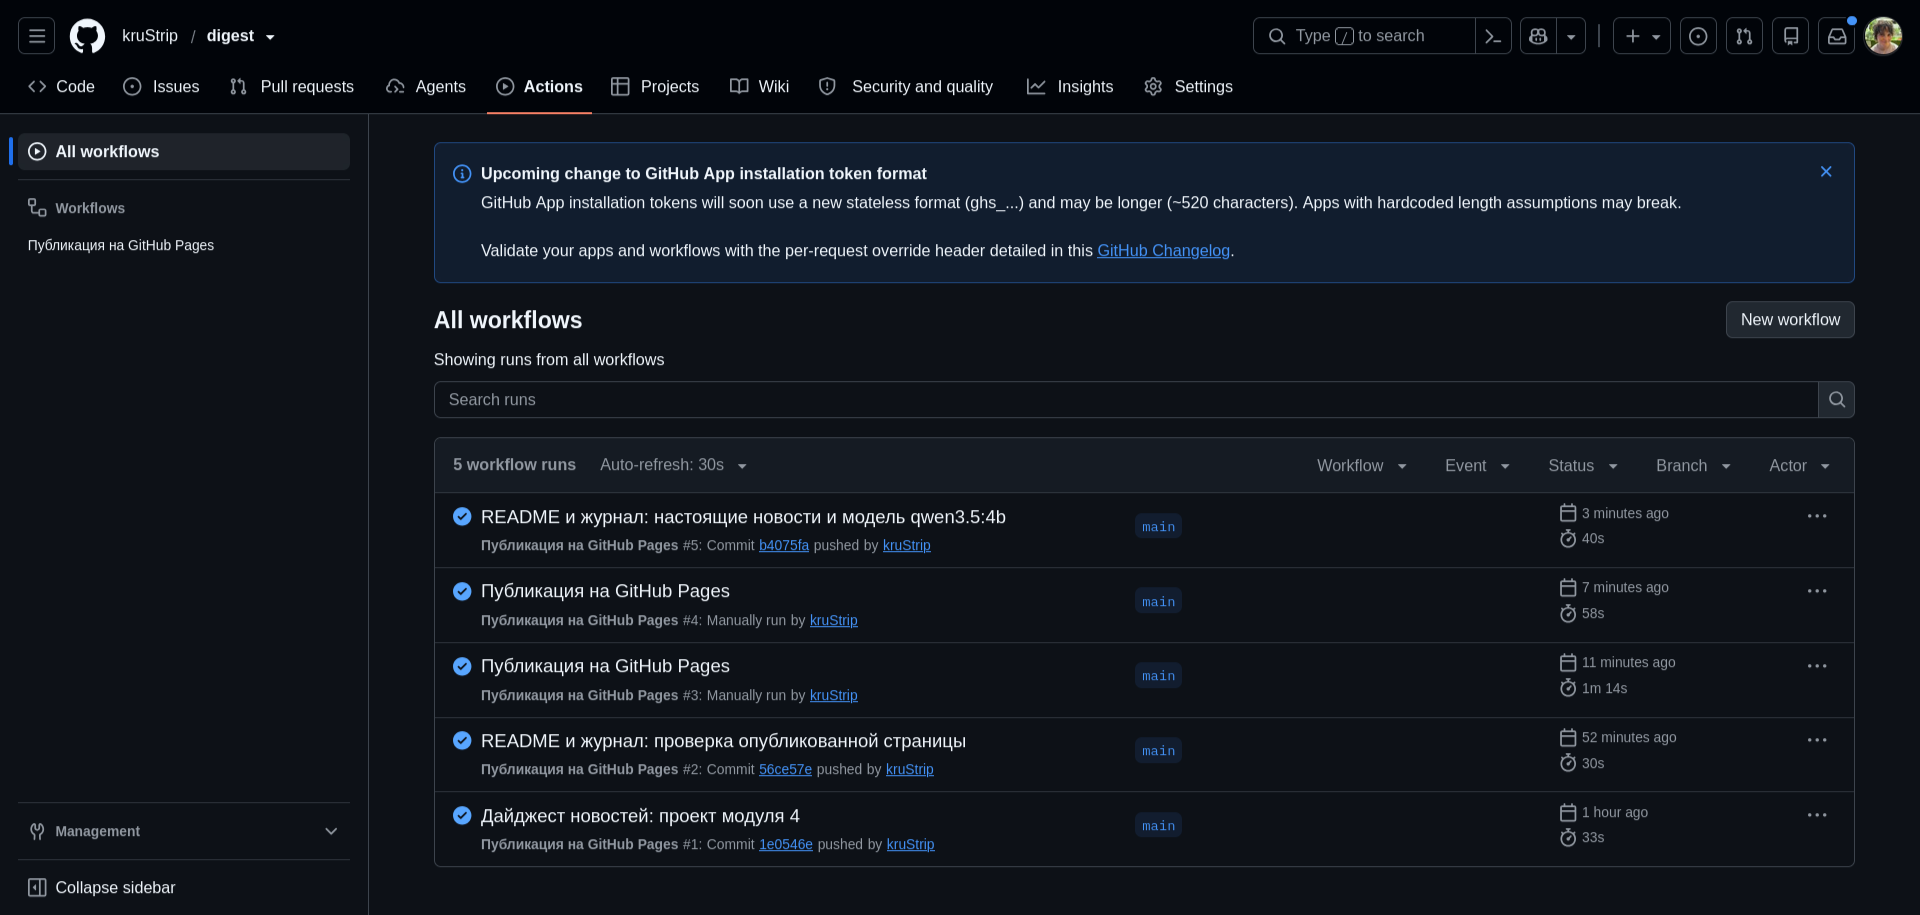 kruStrip / digest
Type / to search
Code Issues Pull requests Agents Actions Projects Wiki Security and quality Insights Settings
All workflows
Workflows
Публикация на GitHub Pages
Management
Collapse sidebar
Upcoming change to GitHub App installation token format
GitHub App installation tokens will soon use a new stateless format (ghs_...) and may be longer (~520 characters). Apps with hardcoded length assumptions may break.
Validate your apps and workflows with the per-request override header detailed in this GitHub Changelog.
All workflows
New workflow
Showing runs from all workflows
Search runs
5 workflow runs Auto-refresh: 30s Workflow Event Status Branch Actor
README и журнал: настоящие новости и модель qwen3.5:4b
Публикация на GitHub Pages #5: Commit b4075fa pushed by kruStrip
main
3 minutes ago
40s
Публикация на GitHub Pages
Публикация на GitHub Pages #4: Manually run by kruStrip
main
7 minutes ago
58s
Публикация на GitHub Pages
Публикация на GitHub Pages #3: Manually run by kruStrip
main
11 minutes ago
1m 14s
README и журнал: проверка опубликованной страницы
Публикация на GitHub Pages #2: Commit 56ce57e pushed by kruStrip
main
52 minutes ago
30s
Дайджест новостей: проект модуля 4
Публикация на GitHub Pages #1: Commit 1e0546e pushed by kruStrip
main
1 hour ago
33s